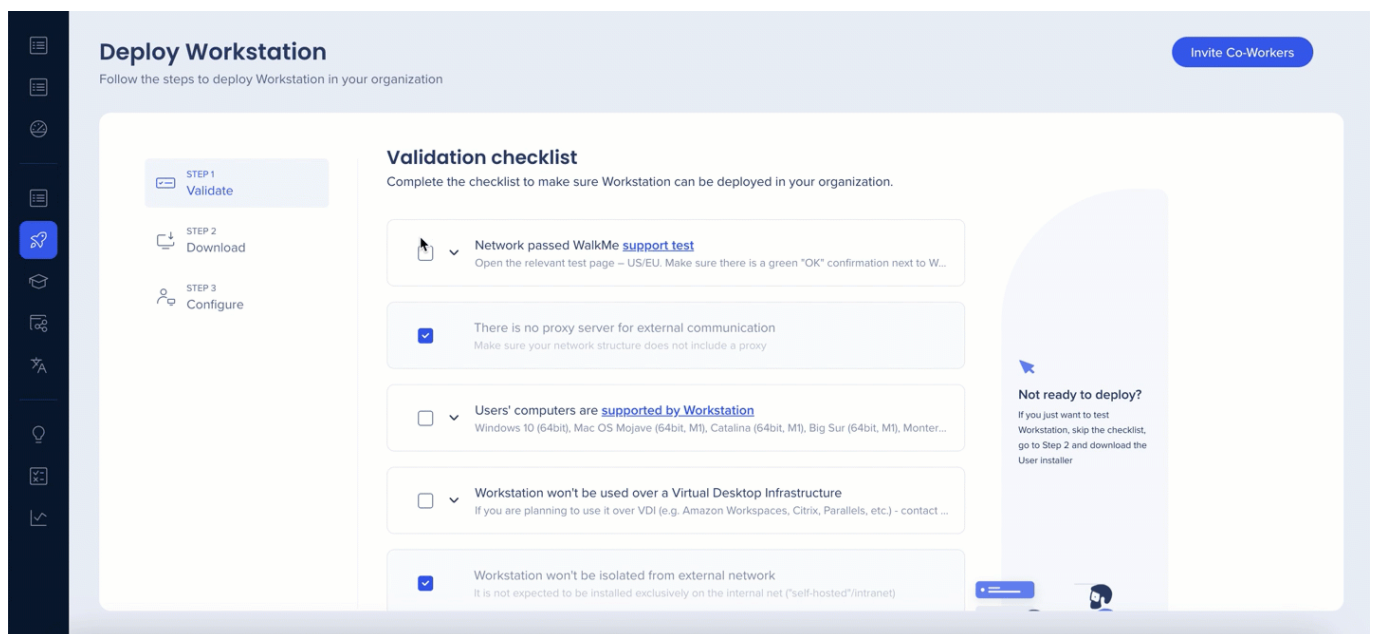 Deploy Workstation
Follow the steps to deploy Workstation in your organization
Invite Co-Workers
STEP 1
Validate
STEP 2
Download
STEP 3
Configure
Validation checklist
Complete the checklist to make sure Workstation can be deployed in your organization.
Network passed WalkMe support test
Open the relevant test page – US/EU. Make sure there is a green "OK" confirmation next to W...
There is no proxy server for external communication
Make sure your network structure does not include a proxy
Users' computers are supported by Workstation
Windows 10 (64bit), Mac OS Mojave (64bit, M1), Catalina (64bit, M1), Big Sur (64bit, M1), Monter...
Workstation won't be used over a Virtual Desktop Infrastructure
If you are planning to use it over VDI (e.g. Amazon Workspaces, Citrix, Parallels, etc.) - contact ...
Workstation won't be isolated from external network
It is not expected to be installed exclusively on the internal net ("self-hosted"/intranet)
Not ready to deploy?
If you just want to test
Workstation, skip the checklist,
go to Step 2 and download the
User installer